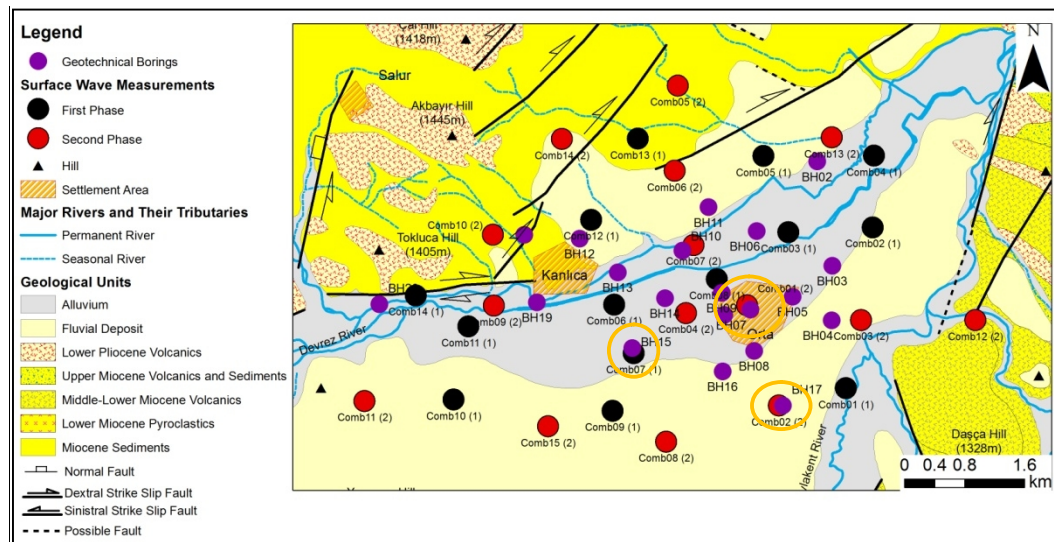 Legend
Geotechnical Borings
Surface Wave Measurements
First Phase
Second Phase
Hill
Settlement Area
Major Rivers and Their Tributaries
Permanent River
Seasonal River
Geological Units
Alluvium
Fluvial Deposit
Lower Pliocene Volcanics
Upper Miocene Volcanics and Sediments
Middle-Lower Miocene Volcanics
Lower Miocene Pyroclastics
Miocene Sediments
Normal Fault
Dextral Strike Slip Fault
Sinistral Strike Slip Fault
Possible Fault
(1418m)
N
Salur
Akbayır Hill
(1445m)
Comb05 (2)
Comb14 (2)
Comb13 (1)
Comb05 (1)
Comb13 (2)
BH02
Comb04 (1)
Comb06 (2)
Comb10 (2)
Tokluca Hill
(1405m)
BH12
Comb12 (1)
BH11
BH10
BH06
Comb03 (1)
Comb02 (1)
Kanlıca
Comb07 (2)
BH13
BH03
Comb14 (1)
Comb09 (2)
BH19
Comb06 (1)
BH14
Comb04 (2)
BH09
BH07
Comb01 (2)
BH05
BH04
Comb03 (2)
Comb12 (2)
Devrez River
Comb11 (1)
BH15
Comb07 (1)
BH08
BH16
BH17
Comb02 (2)
Comb01 (1)
Comb11 (2)
Comb10 (1)
Comb15 (2)
Comb09 (1)
Comb08 (2)
Daşça Hill
(1328m)
0 0.4 0.8 1.6
km